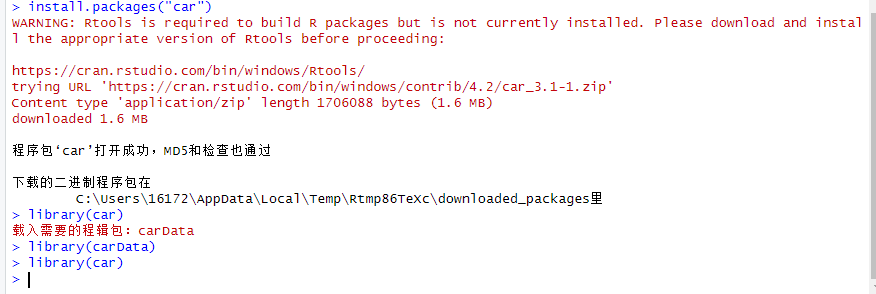 > install.packages("car")
WARNING: Rtools is required to build R packages but is not currently installed. Please download and instal
l the appropriate version of Rtools before proceeding:
https://cran.rstudio.com/bin/windows/Rtools/
trying URL 'https://cran.rstudio.com/bin/windows/contrib/4.2/car_3.1-1.zip'
Content type 'application/zip' length 1706088 bytes (1.6 MB)
downloaded 1.6 MB
程序包‘car’打开成功，MD5和检查也通过
下载的二进制程序包在
C:\Users\16172\AppData\Local\Temp\Rtmp86TeXc\downloaded_packages里
> library(car)
载入需要的程辑包：carData
> library(carData)
> library(car)
>